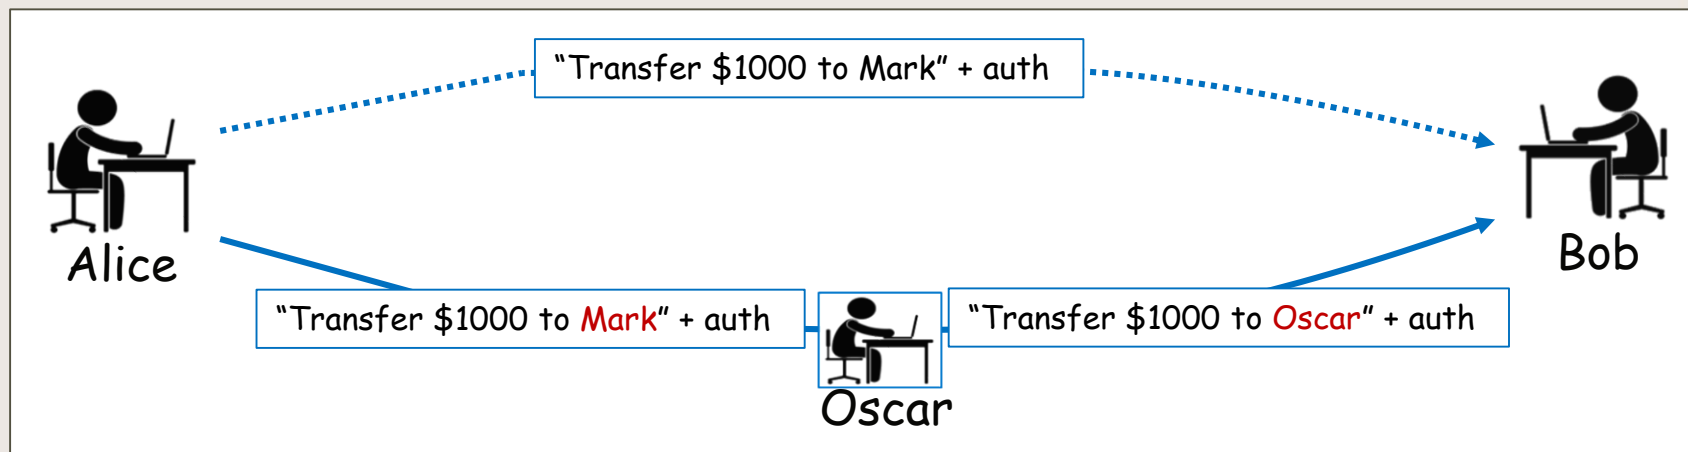 “Transfer $1000 to Mark” + auth
Alice
Bob
“Transfer $1000 to Mark” + auth
“Transfer $1000 to Oscar” + auth
Oscar